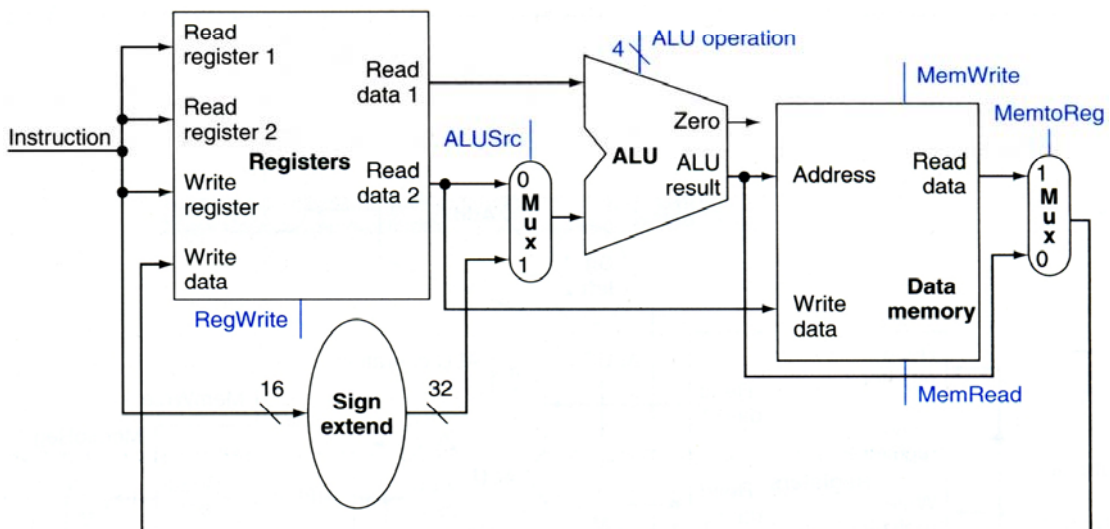 Instruction
Read
register 1
Read
register 2
Write
register
Write
data
Registers
Read
data 1
Read
data 2
RegWrite
16
Sign
extend
32
ALUSrc
0
M
u
x
1
4
ALU operation
ALU
Zero
ALU
result
MemWrite
Address
Read
data
Write
data
Data
memory
MemRead
MemtoReg
1
M
u
x
0